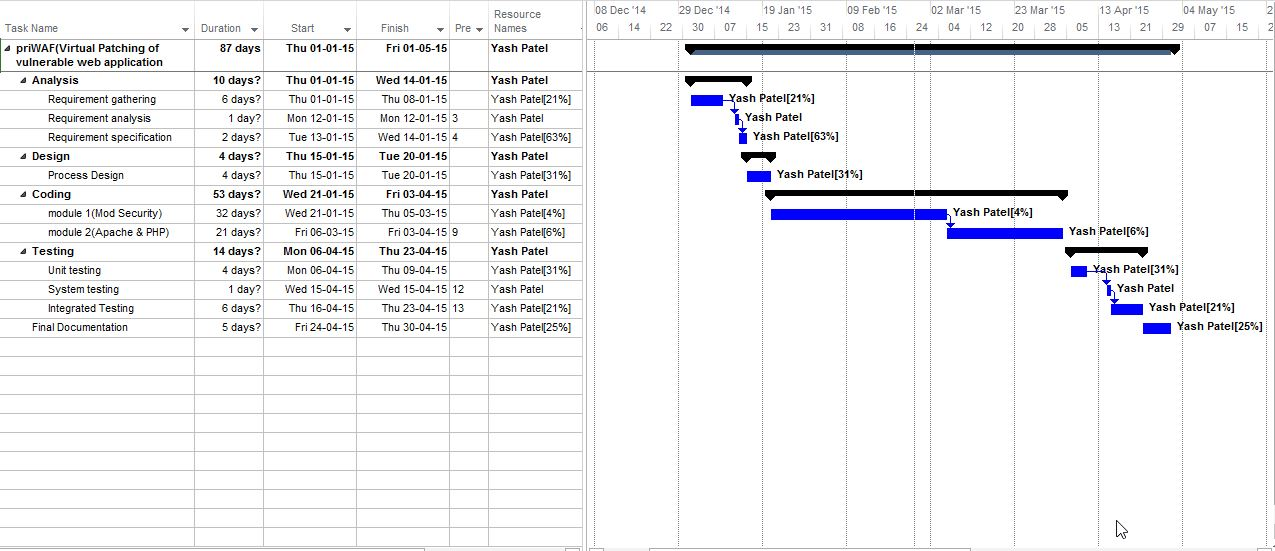 Task Name Duration Start Finish Pre Resource Names
08 Dec '14 29 Dec '14 19 Jan '15 09 Feb '15 02 Mar '15 23 Mar '15 13 Apr '15 04 May '15 2
06 14 22 30 07 15 23 31 08 16 24 04 12 20 28 05 13 21 29 07 15
priWAF(Virtual Patching of vulnerable web application 87 days Thu 01-01-15 Fri 01-05-15 Yash Patel
Analysis 10 days? Thu 01-01-15 Wed 14-01-15 Yash Patel
Requirement gathering 6 days? Thu 01-01-15 Thu 08-01-15 Yash Patel[21%] Yash Patel[21%]
Requirement analysis 1 day? Mon 12-01-15 Mon 12-01-15 3 Yash Patel Yash Patel
Requirement specification 2 days? Tue 13-01-15 Wed 14-01-15 4 Yash Patel[63%] Yash Patel[63%]
Design 4 days? Thu 15-01-15 Tue 20-01-15 Yash Patel
Process Design 4 days? Thu 15-01-15 Tue 20-01-15 Yash Patel[31%] Yash Patel[31%]
Coding 53 days? Wed 21-01-15 Fri 03-04-15 Yash Patel
module 1(Mod Security) 32 days? Wed 21-01-15 Thu 05-03-15 Yash Patel[4%] Yash Patel[4%]
module 2(Apache & PHP) 21 days? Fri 06-03-15 Fri 03-04-15 9 Yash Patel[6%] Yash Patel[6%]
Testing 14 days? Mon 06-04-15 Thu 23-04-15 Yash Patel
Unit testing 4 days? Mon 06-04-15 Thu 09-04-15 Yash Patel[31%] Yash Patel[31%]
System testing 1 day? Wed 15-04-15 Wed 15-04-15 12 Yash Patel Yash Patel
Integrated Testing 6 days? Thu 16-04-15 Thu 23-04-15 13 Yash Patel[21%] Yash Patel[21%]
Final Documentation 5 days? Fri 24-04-15 Thu 30-04-15 Yash Patel[25%] Yash Patel[25%]